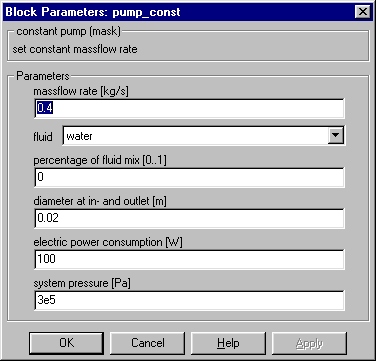 Block Parameters: pump_const
constant pump (mask)
set constant massflow rate
Parameters
massflow rate [kg/s]
0.4
fluid water
percentage of fluid mix [0..1]
0
diameter at in- and outlet [m]
0.02
electric power consumption [W]
100
system pressure [Pa]
3e5
OK Cancel Help Apply